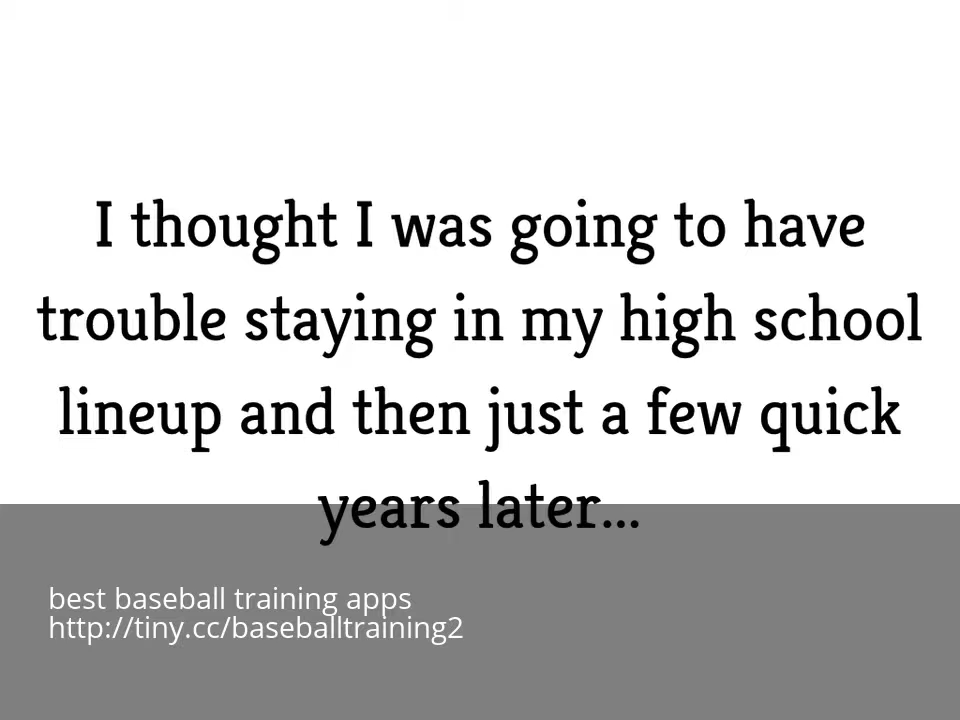 I thought I was going to have
trouble staying in my high school
lineup and then just a few quick
years later...
best baseball training apps
http://tiny.cc/baseballtraining2